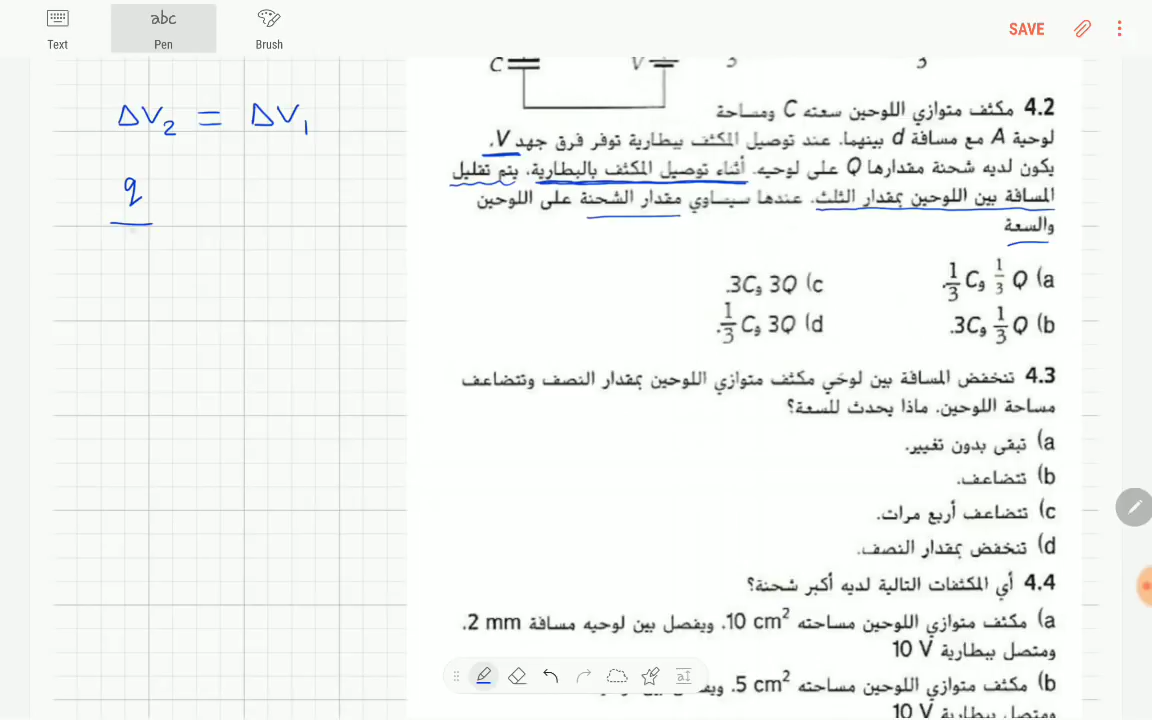 Text
abc
Pen
Brush
SAVE
ΔV₂ = ΔV₁
q
C
V
3
3
4.2 مكثف متوازي اللوحين سعته C ومساحة
لوحية A مع مسافة d بينهما. عند توصيل المكثف ببطارية توفر فرق جهد V،
يكون لديه شحنة مقدارها Q على لوحيه. أثناء توصيل المكثف بالبطارية، يتم تقليل
المسافة بين اللوحين بمقدار الثلث. عندها سيساوي مقدار الشحنة على اللوحين
والسعة
a) 1/3 Q و 1/3 C.
c) 3Q و 3C.
b) 1/3 Q و 3C.
d) 3Q و 1/3 C.
4.3 تنخفض المسافة بين لوحَي مكثف متوازي اللوحين بمقدار النصف وتتضاعف
مساحة اللوحين. ماذا يحدث للسعة؟
a) تبقى بدون تغيير.
b) تتضاعف.
c) تتضاعف أربع مرات.
d) تنخفض بمقدار النصف.
4.4 أي المكثفات التالية لديه أكبر شحنة؟
a) مكثف متوازي اللوحين مساحته 10 cm². ويفصل بين لوحيه مسافة 2 mm.
ومتصل ببطارية 10 V
b) مكثف متوازي اللوحين مساحته 5 cm².
ومتصل ببطارية 10 V